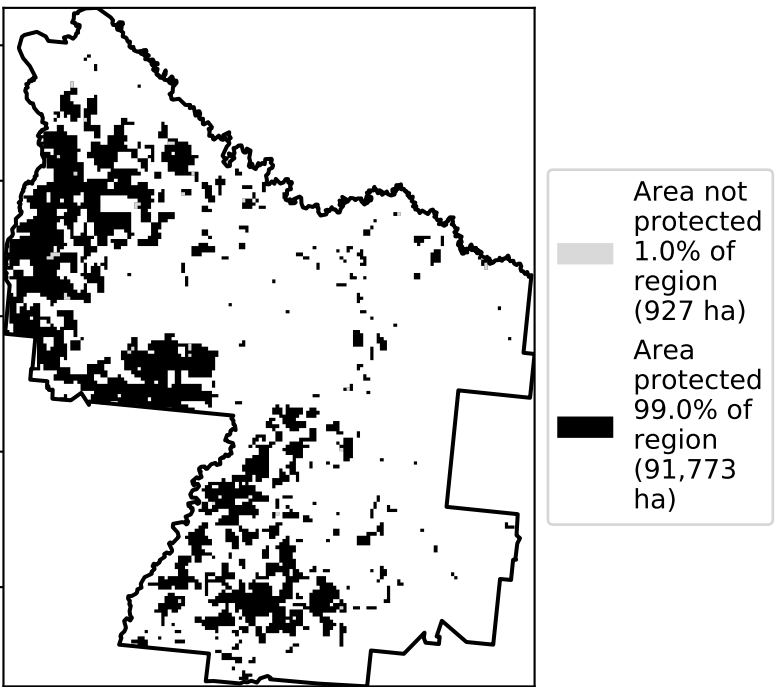 Area not
protected
1.0% of
region
(927 ha)
Area
protected
99.0% of
region
(91,773
ha)